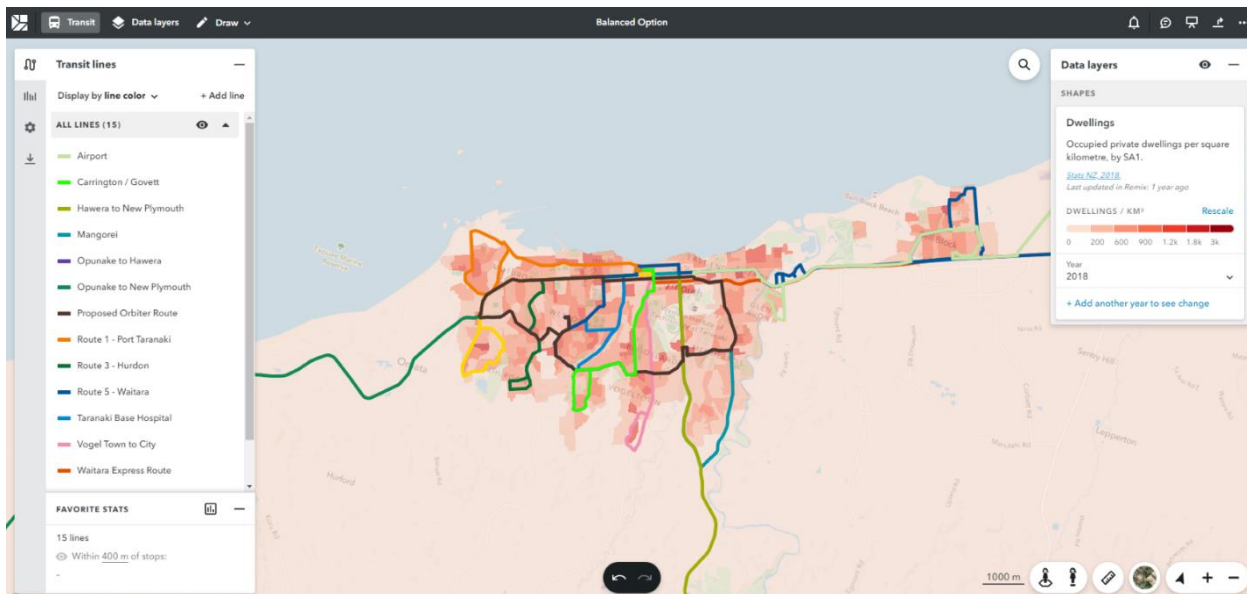 Transit
Data layers
Draw
Balanced Option
Transit lines
Display by line color
+ Add line
ALL LINES (15)
Airport
Carrington / Govett
Hawera to New Plymouth
Mangorei
Opunake to Hawera
Opunake to New Plymouth
Proposed Orbiter Route
Route 1 - Port Taranaki
Route 3 - Hurdon
Route 5 - Waitara
Taranaki Base Hospital
Vogel Town to City
Waitara Express Route
FAVORITE STATS
15 lines
Within 400 m of stops:
-
Bell Block Beach
Hurford
Lepperton
1000 m
Data layers
SHAPES
Dwellings
Occupied private dwellings per square
kilometre, by SA1.
Stats NZ, 2018.
Last updated in Remix: 1 year ago
DWELLINGS / KM²
Rescale
0 200 600 900 1.2k 1.8k 3k
Year
2018
+ Add another year to see change